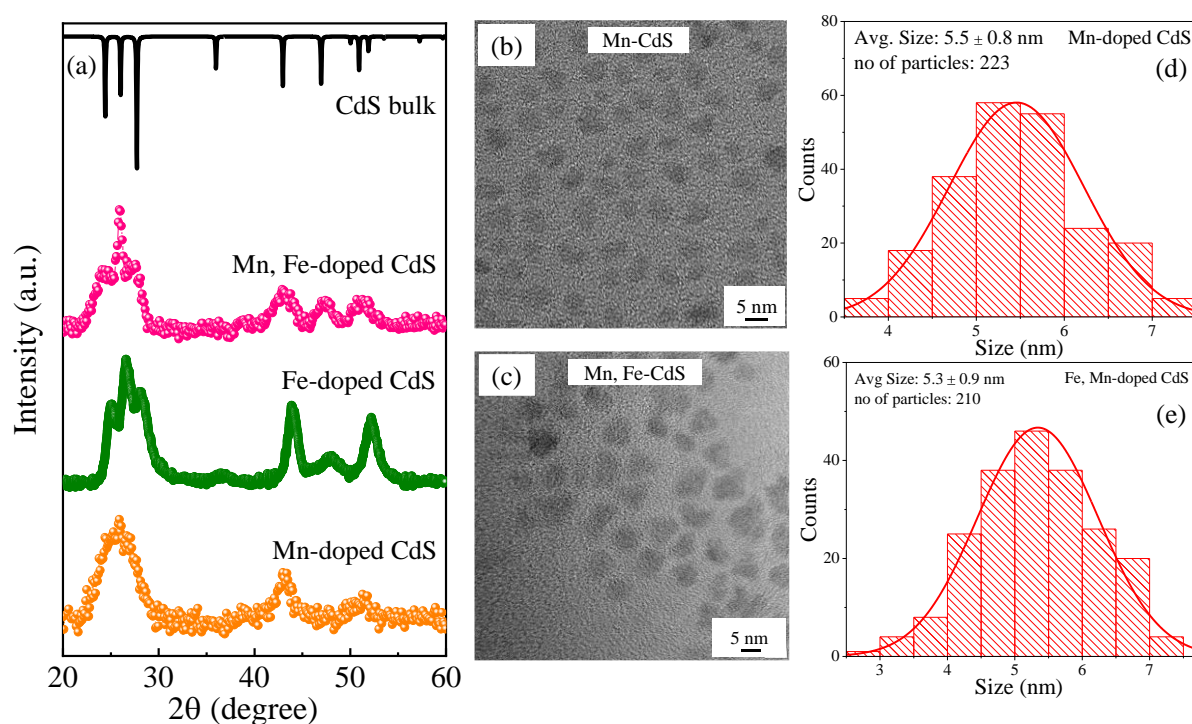 (a)
CdS bulk
Mn, Fe-doped CdS
Fe-doped CdS
Mn-doped CdS
Intensity (a.u.)
20 30 40 50 60
2θ (degree)
(b)
Mn-CdS
5 nm
(c)
Mn, Fe-CdS
5 nm
Avg. Size: 5.5 ± 0.8 nm
no of particles: 223
Mn-doped CdS
(d)
80
60
40
20
0
Counts
4 5 6 7
Size (nm)
Avg Size: 5.3 ± 0.9 nm
no of particles: 210
Fe, Mn-doped CdS
(e)
60
40
20
0
Counts
3 4 5 6 7
Size (nm)